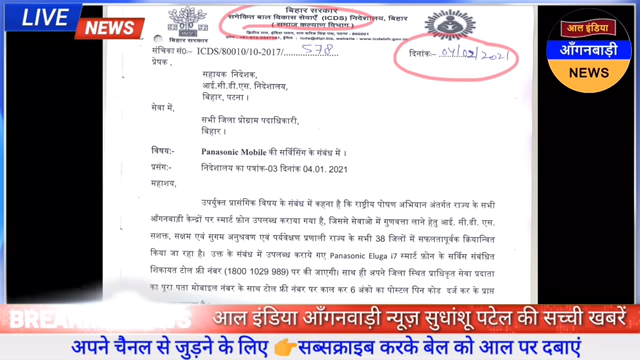 LIVE NEWS
बिहार सरकार
समेकित बाल विकास सेवाएँ (ICDS) निदेशालय, बिहार
( समाज कल्याण विभाग )
आल इंडिया
आँगनबाड़ी
NEWS
बिहार सरकार
संचिका सं०:- ICDS/80010/10-2017/ 578
दिनांक:- 04/02/2021
प्रेषक ,
सहायक निदेशक,
आई.सी.डी.एस. निदेशालय,
बिहार, पटना।
सेवा में,
सभी जिला प्रोग्राम पदाधिकारी,
बिहार।
विषय:- Panasonic Mobile की सर्विसिंग के संबंध में।
प्रसंग:- निदेशालय का पत्रांक-03 दिनांक 04.01. 2021
महाशय,
उपर्युक्त प्रासंगिक विषय के संबंध में कहना है कि राष्ट्रीय पोषण अभियान अंतर्गत राज्य के सभी
आँगनबाड़ी केन्द्रों पर स्मार्ट फ़ोन उपलब्ध कराया गया है, जिससे सेवाओं में गुणवत्ता लाने हेतु आई. सी. डी. एस.
सशक्त, सक्षम एवं सुगम अनुश्रवण एवं पर्यवेक्षण प्रणाली राज्य के सभी 38 जिलों में सफलतापूर्वक क्रियान्वित
किया जा रहा है। उक्त के संबंध में उपलब्ध कराये गए Panasonic Eluga i7 स्मार्ट फ़ोन के सर्विस संबंधित
शिकायत टोल फ्री नंबर (1800 1029 989) पर की जाएगी। साथ ही अपने जिला स्थित प्राधिकृत सेवा प्रदाता
का पूरा पता मोबाइल नंबर के साथ टोल फ्री नंबर पर काल कर 6 अंको का पोस्टल पिन कोड दर्ज कर के प्राप्त
BREAKING NEWS आल इंडिया आँगनवाड़ी न्यूज़ सुधांशू पटेल की सच्ची खबरें
अपने चैनल से जुड़ने के लिए 👉सब्सक्राइब करके बेल को आल पर दबाएं